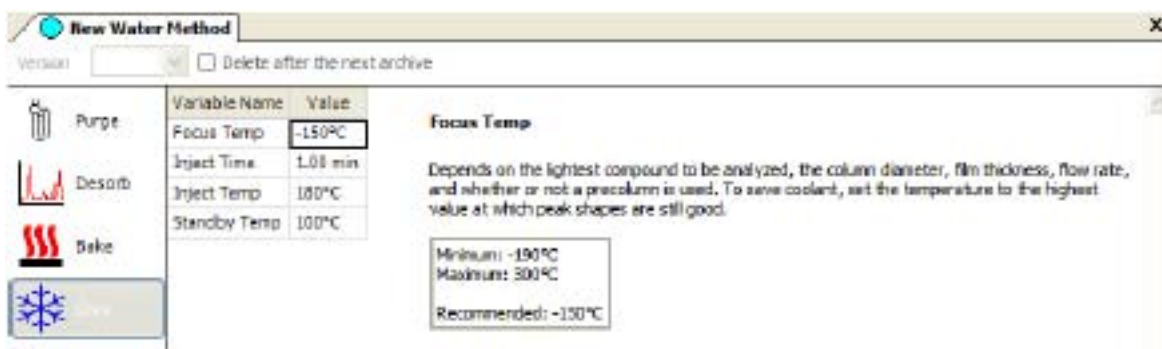 New Water Method
X
Version
Delete after the next archive
Purge
Desorb
Bake
Variable Name Value
Focus Temp -150°C
Inject Time 1.00 min
Inject Temp 180°C
Standby Temp 100°C
Focus Temp
Depends on the lightest compound to be analyzed, the column diameter, film thickness, flow rate,
and whether or not a precolumn is used. To save coolant, set the temperature to the highest
value at which peak shapes are still good.
Minimum: -190°C
Maximum: 300°C
Recommended: -150°C